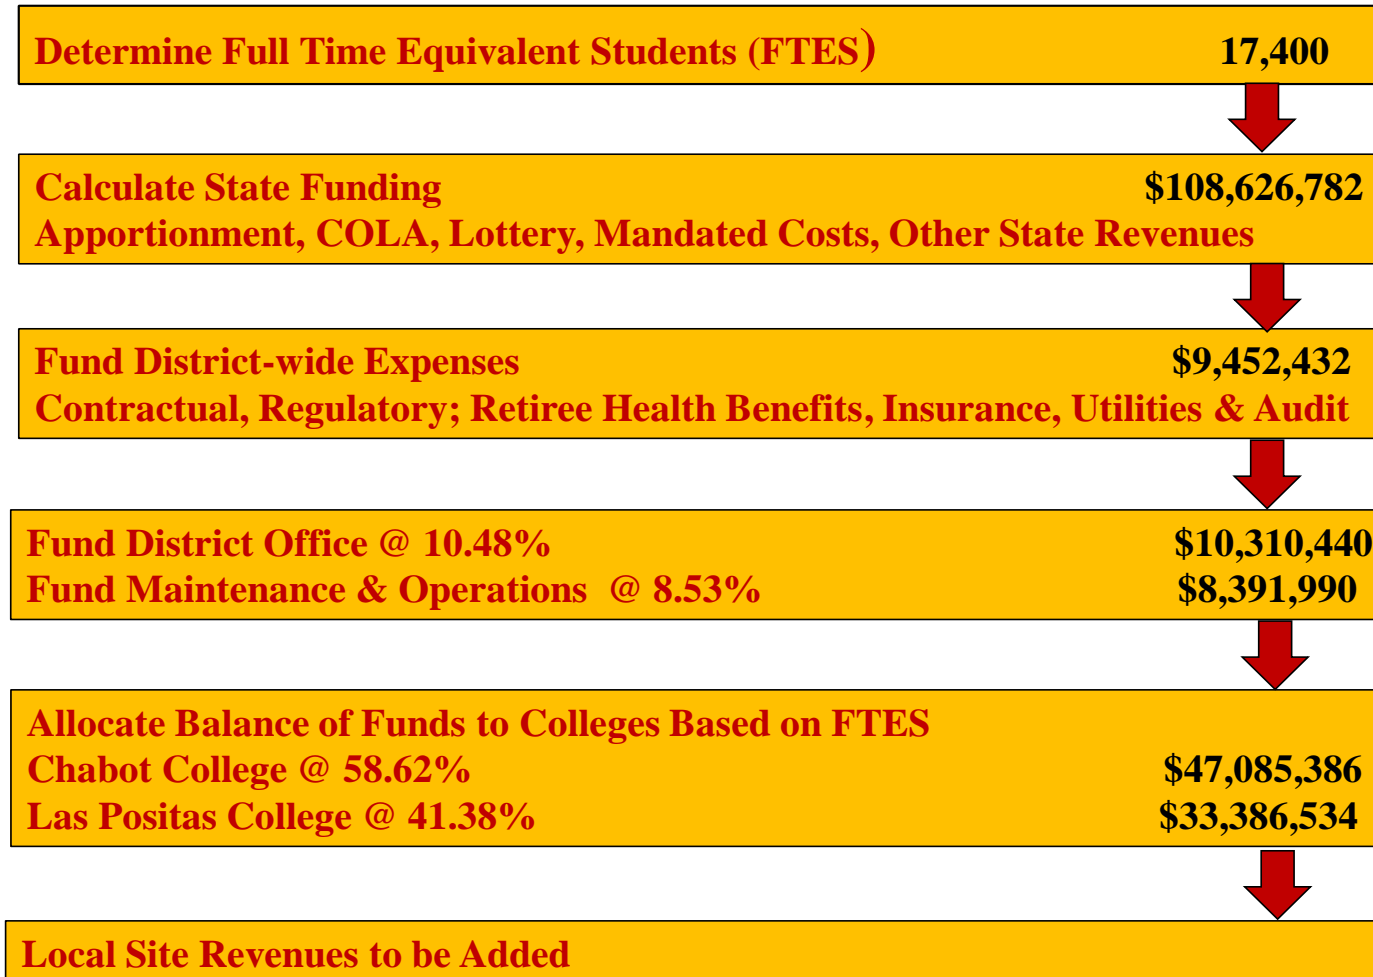 Determine Full Time Equivalent Students (FTES) 17,400
Calculate State Funding $108,626,782
Apportionment, COLA, Lottery, Mandated Costs, Other State Revenues
Fund District-wide Expenses $9,452,432
Contractual, Regulatory; Retiree Health Benefits, Insurance, Utilities & Audit
Fund District Office @ 10.48% $10,310,440
Fund Maintenance & Operations @ 8.53% $8,391,990
Allocate Balance of Funds to Colleges Based on FTES
Chabot College @ 58.62% $47,085,386
Las Positas College @ 41.38% $33,386,534
Local Site Revenues to be Added